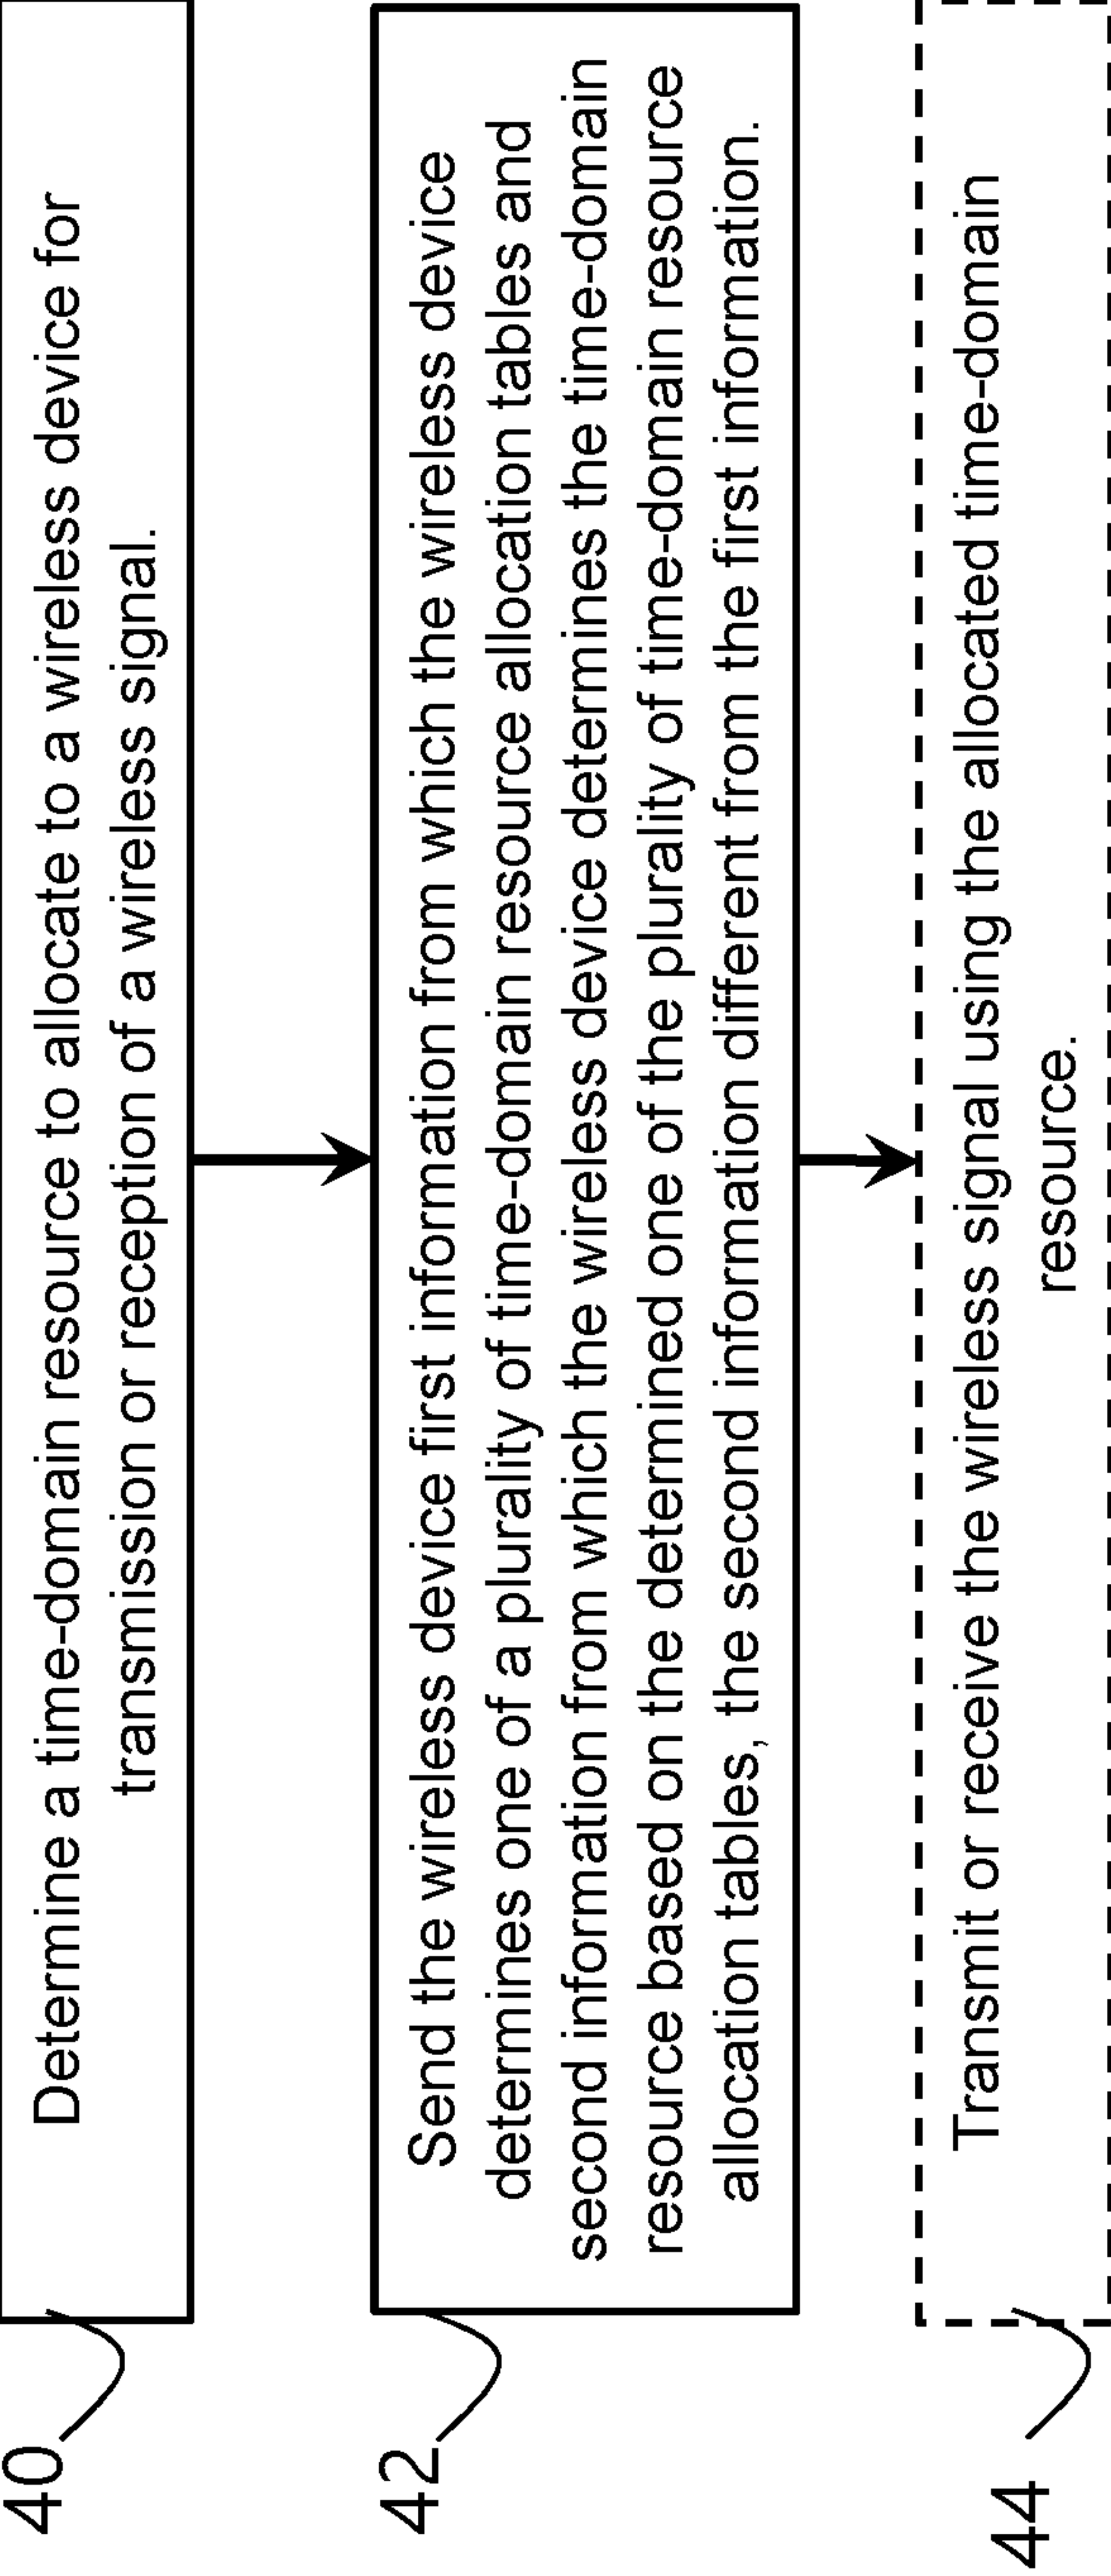 40
Determine a time-domain resource to allocate to a wireless device for
transmission or reception of a wireless signal.
42
Send the wireless device first information from which the wireless device
determines one of a plurality of time-domain resource allocation tables and
second information from which the wireless device determines the time-domain
resource based on the determined one of the plurality of time-domain resource
allocation tables, the second information different from the first information.
44
Transmit or receive the wireless signal using the allocated time-domain
resource.